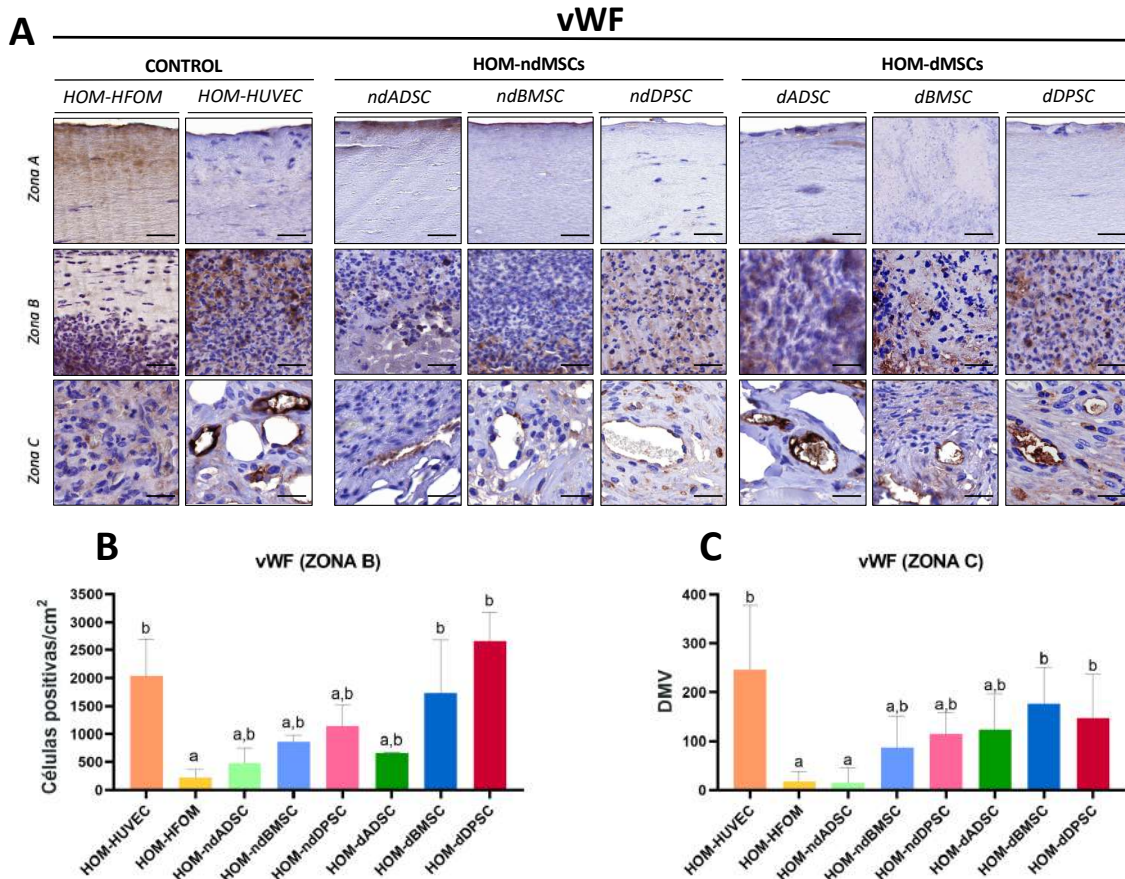 A
vWF
CONTROL HOM-ndMSCs HOM-dMSCs
HOM-HFOM HOM-HUVEC ndADSC ndBMSC ndDPSC dADSC dBMSC dDPSC
Zona A
Zona B
Zona C
B
vWF (ZONA B)
Células positivas/cm²
3500
3000
2500
2000
1500
1000
500
0
b a a,b a,b a,b a,b b b
HOM-HUVEC HOM-HFOM HOM-ndADSC HOM-ndBMSC HOM-ndDPSC HOM-dADSC HOM-dBMSC HOM-dDPSC
C
vWF (ZONA C)
DMV
400
300
200
100
0
b a a a,b a,b a,b b b
HOM-HUVEC HOM-HFOM HOM-ndADSC HOM-ndBMSC HOM-ndDPSC HOM-dADSC HOM-dBMSC HOM-dDPSC